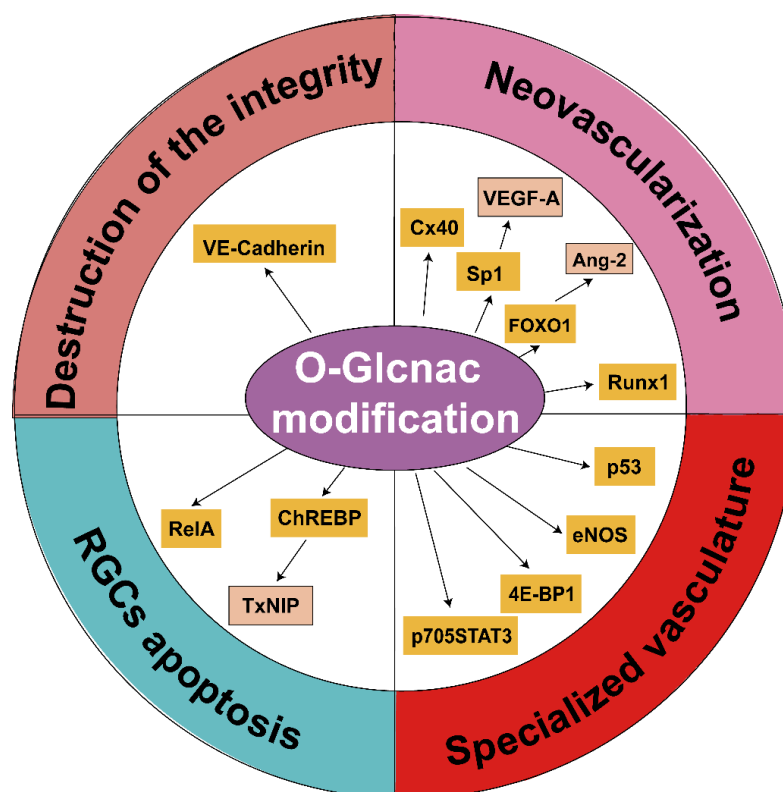 Destruction of the integrity
Neovascularization
VE-Cadherin
Cx40
VEGF-A
Sp1
Ang-2
FOXO1
Runx1
O-Glcnac
modification
RelA
ChREBP
TxNIP
p53
eNOS
4E-BP1
p705STAT3
RGCs apoptosis
Specialized vasculature